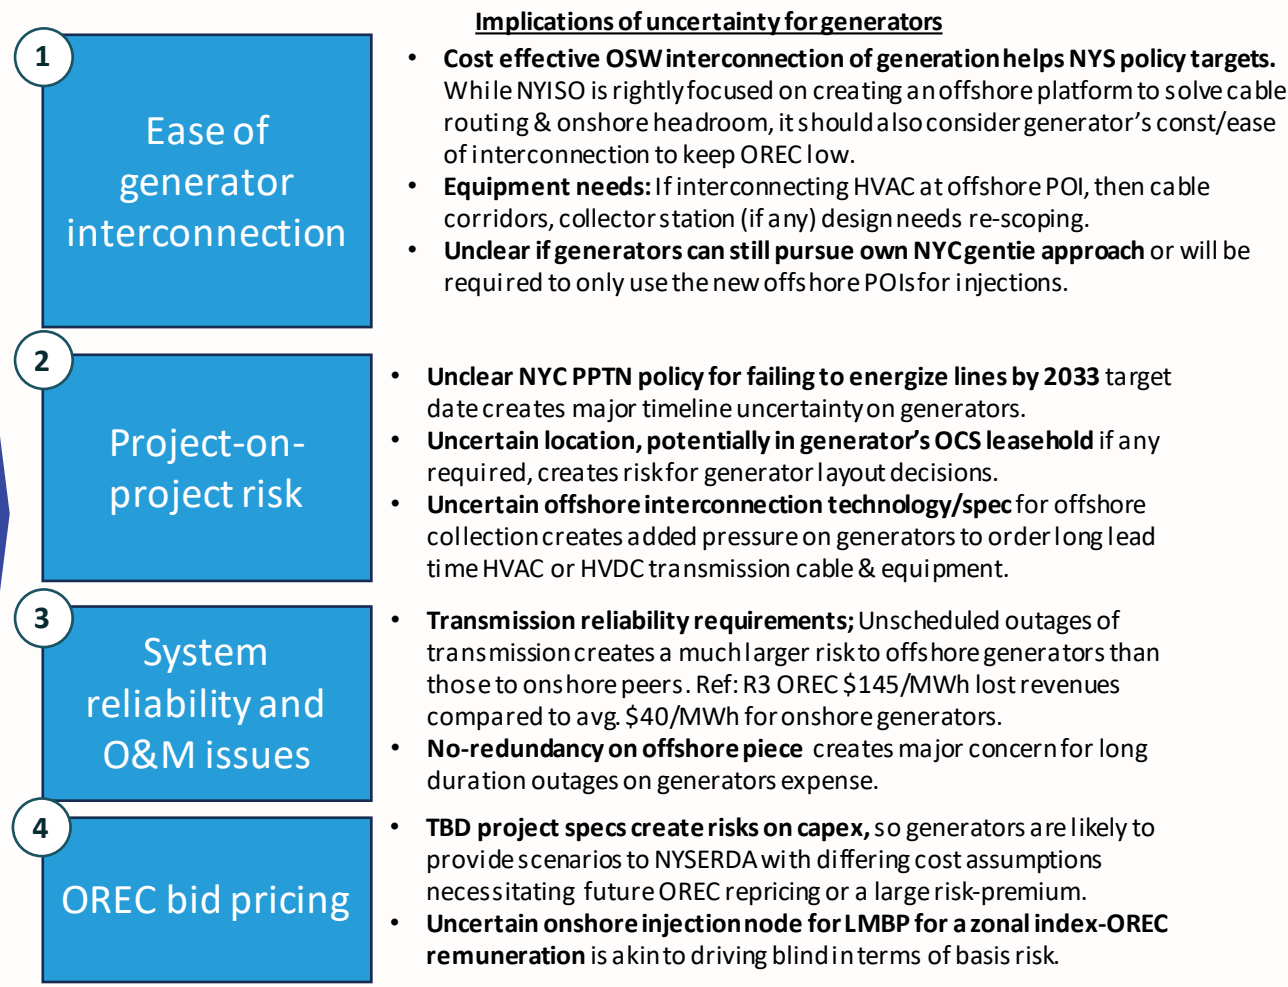 Implications of uncertainty for generators
1
Ease of
generator
interconnection
• Cost effective OSW interconnection of generation helps NYS policy targets.
While NYISO is rightly focused on creating an offshore platform to solve cable
routing & onshore headroom, it should also consider generator's const/ease
of interconnection to keep OREC low.
• Equipment needs: If interconnecting HVAC at offshore POI, then cable
corridors, collector station (if any) design needs re-scoping.
• Unclear if generators can still pursue own NYC gentie approach or will be
required to only use the new offshore POIs for injections.
2
Project-on-
project risk
• Unclear NYC PPTN policy for failing to energize lines by 2033 target
date creates major timeline uncertainty on generators.
• Uncertain location, potentially in generator's OCS leasehold if any
required, creates risk for generator layout decisions.
• Uncertain offshore interconnection technology/spec for offshore
collection creates added pressure on generators to order long lead
time HVAC or HVDC transmission cable & equipment.
3
System
reliability and
O&M issues
• Transmission reliability requirements; Unscheduled outages of
transmission creates a much larger risk to offshore generators than
those to onshore peers. Ref: R3 OREC $145/MWh lost revenues
compared to avg. $40/MWh for onshore generators.
• No-redundancy on offshore piece creates major concern for long
duration outages on generators expense.
4
OREC bid pricing
• TBD project specs create risks on capex, so generators are likely to
provide scenarios to NYSERDA with differing cost assumptions
necessitating future OREC repricing or a large risk-premium.
• Uncertain onshore injection node for LMBP for a zonal index-OREC
remuneration is akin to driving blind in terms of basis risk.